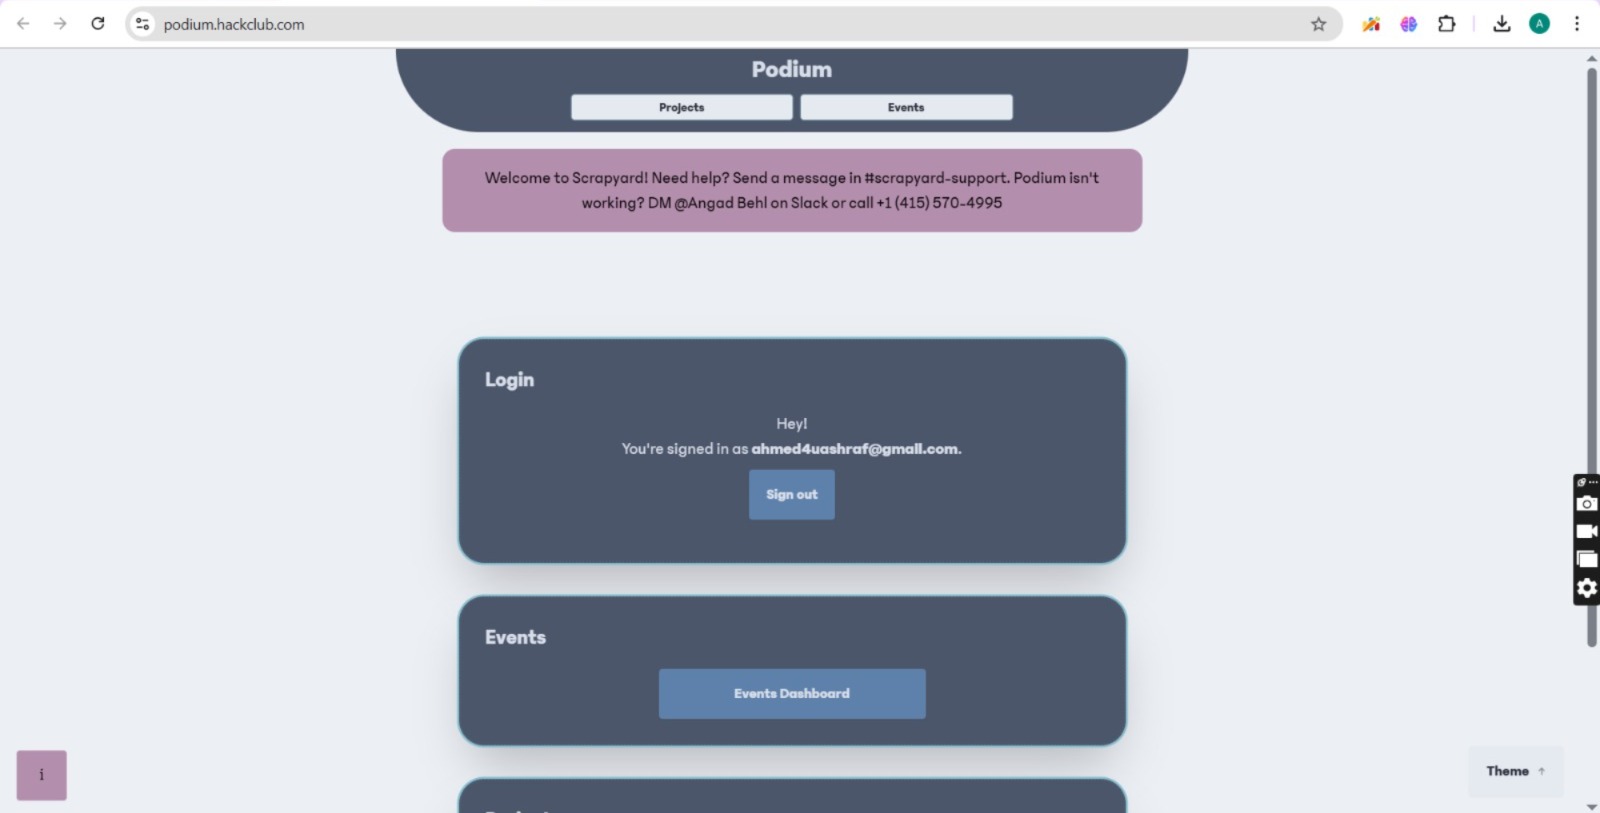 podium.hackclub.com
A
Podium
Projects
Events
Welcome to Scrapyard! Need help? Send a message in #scrapyard-support. Podium isn't
working? DM @Angad Behl on Slack or call +1 (415) 570-4995
Login
Hey!
You're signed in as ahmed4uashraf@gmail.com.
Sign out
Events
Events Dashboard
i
Theme ↑